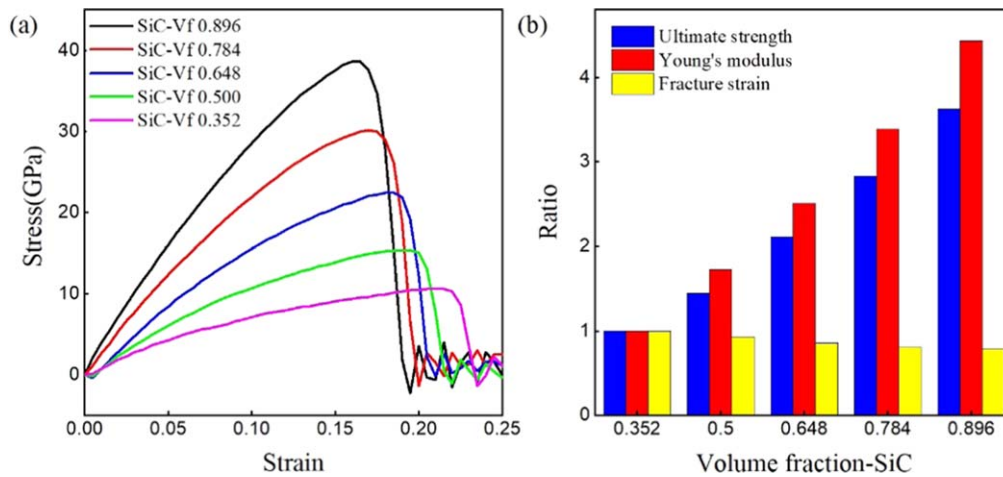 (a)
SiC-Vf 0.896
SiC-Vf 0.784
SiC-Vf 0.648
SiC-Vf 0.500
SiC-Vf 0.352
40
30
20
10
0
Stress(GPa)
0.00 0.05 0.10 0.15 0.20 0.25
Strain
(b)
Ultimate strength
Young's modulus
Fracture strain
4
3
2
1
0
Ratio
0.352 0.5 0.648 0.784 0.896
Volume fraction-SiC